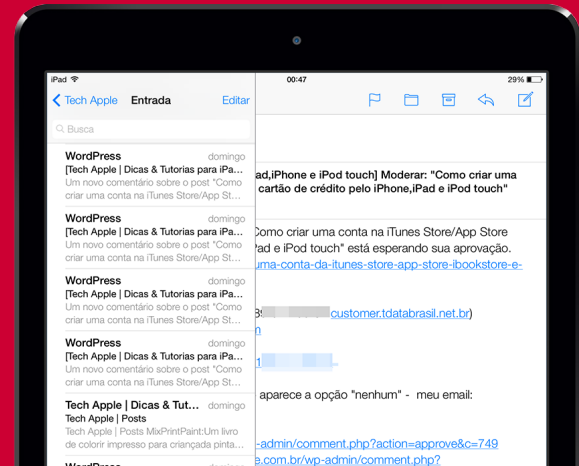 iPad
00:47
29%
Tech Apple
Entrada
Editar
Busca
WordPress domingo
[Tech Apple | Dicas & Tutorias para iPa...
Um novo comentário sobre o post "Como
criar uma conta na iTunes Store/App St...
WordPress domingo
[Tech Apple | Dicas & Tutorias para iPa...
Um novo comentário sobre o post "Como
criar uma conta na iTunes Store/App St...
WordPress domingo
[Tech Apple | Dicas & Tutorias para iPa...
Um novo comentário sobre o post "Como
criar uma conta na iTunes Store/App St...
WordPress domingo
[Tech Apple | Dicas & Tutorias para iPa...
Um novo comentário sobre o post "Como
criar uma conta na iTunes Store/App St...
Tech Apple | Dicas & Tut... domingo
Tech Apple | Posts
Tech Apple | Posts MixPrintPaint:Um livro
de colorir impresso para criançada pinta...
WordPress domingo
ad,iPhone e iPod touch] Moderar: "Como criar uma
cartão de crédito pelo iPhone,iPad e iPod touch"
Como criar uma conta na iTunes Store/App Store
Pad e iPod touch" está esperando sua aprovação.
uma-conta-da-itunes-store-app-store-ibookstore-e-
customer.tdatabrasil.net.br)
aparece a opção "nenhum" - meu email:
-admin/comment.php?action=approve&c=749
e.com.br/wp-admin/comment.php?